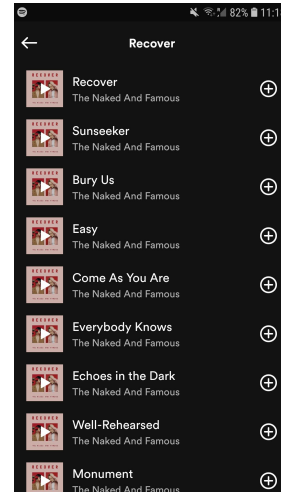 82% 11:1
Recover
Recover
The Naked And Famous
Sunseeker
The Naked And Famous
Bury Us
The Naked And Famous
Easy
The Naked And Famous
Come As You Are
The Naked And Famous
Everybody Knows
The Naked And Famous
Echoes in the Dark
The Naked And Famous
Well-Rehearsed
The Naked And Famous
Monument
The Naked And Famous